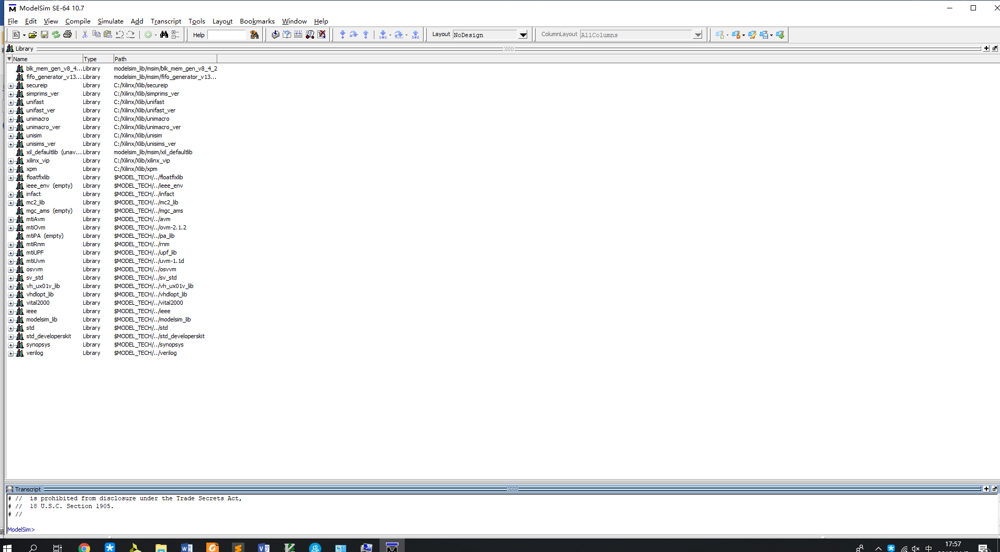 ModelSim SE-64 10.7
File Edit View Compile Simulate Add Transcript Tools Layout Bookmarks Window Help
Help Layout NoDesign ColumnLayout AllColumns
Library
Name Type Path
blk_mem_gen_v8_4... Library modelsim_lib/msim/blk_mem_gen_v8_4_2
fifo_generator_v13... Library modelsim_lib/msim/fifo_generator_v13...
secureip Library C:/Xilinx/Xlib/secureip
simprims_ver Library C:/Xilinx/Xlib/simprims_ver
unifast Library C:/Xilinx/Xlib/unifast
unifast_ver Library C:/Xilinx/Xlib/unifast_ver
unimacro Library C:/Xilinx/Xlib/unimacro
unimacro_ver Library C:/Xilinx/Xlib/unimacro_ver
unisim Library C:/Xilinx/Xlib/unisim
unisims_ver Library C:/Xilinx/Xlib/unisims_ver
xil_defaultlib (unav... Library modelsim_lib/msim/xil_defaultlib
xilinx_vip Library C:/Xilinx/Xlib/xilinx_vip
xpm Library C:/Xilinx/Xlib/xpm
floatfixlib Library $MODEL_TECH/../floatfixlib
ieee_env (empty) Library $MODEL_TECH/../ieee_env
infact Library $MODEL_TECH/../infact
mc2_lib Library $MODEL_TECH/../mc2_lib
mgc_ams (empty) Library $MODEL_TECH/../mgc_ams
mtiAvm Library $MODEL_TECH/../avm
mtiOvm Library $MODEL_TECH/../ovm-2.1.2
mtiPA (empty) Library $MODEL_TECH/../pa_lib
mtiRnm Library $MODEL_TECH/../rnm
mtiUPF Library $MODEL_TECH/../upf_lib
mtiUvm Library $MODEL_TECH/../uvm-1.1d
osvvm Library $MODEL_TECH/../osvvm
sv_std Library $MODEL_TECH/../sv_std
vh_ux01v_lib Library $MODEL_TECH/../vh_ux01v_lib
vhdlopt_lib Library $MODEL_TECH/../vhdlopt_lib
vital2000 Library $MODEL_TECH/../vital2000
ieee Library $MODEL_TECH/../ieee
modelsim_lib Library $MODEL_TECH/../modelsim_lib
std Library $MODEL_TECH/../std
std_developerskit Library $MODEL_TECH/../std_developerskit
synopsys Library $MODEL_TECH/../synopsys
verilog Library $MODEL_TECH/../verilog
Transcript
# // is prohibited from disclosure under the Trade Secrets Act,
# // 18 U.S.C. Section 1905.
# //
ModelSim>
中 17:57